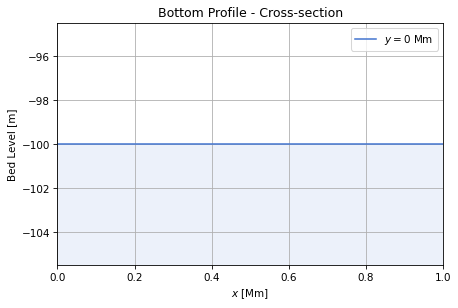 Bottom Profile - Cross-section
y = 0 Mm
Bed Level [m]
−96
−98
−100
−102
−104
0.0 0.2 0.4 0.6 0.8 1.0
x [Mm]